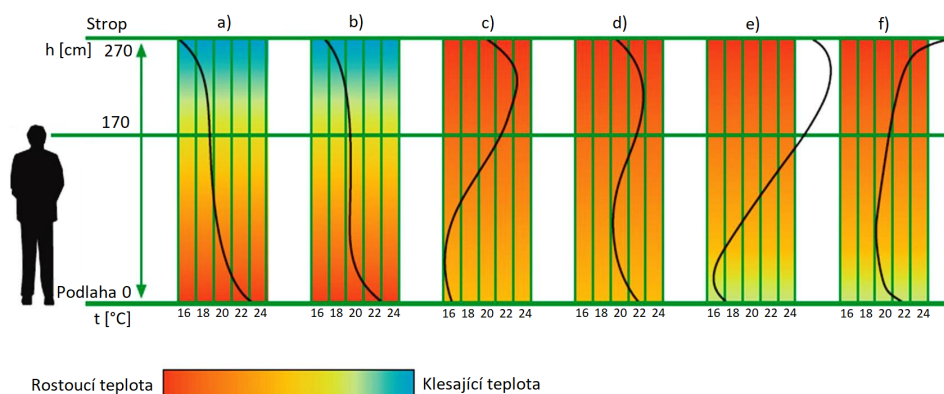 Strop a) b) c) d) e) f)
h [cm] 270
170
Podlaha 0
t [°C] 16 18 20 22 24 16 18 20 22 24 16 18 20 22 24 16 18 20 22 24 16 18 20 22 24 16 18 20 22 24
Rostoucí teplota Klesající teplota